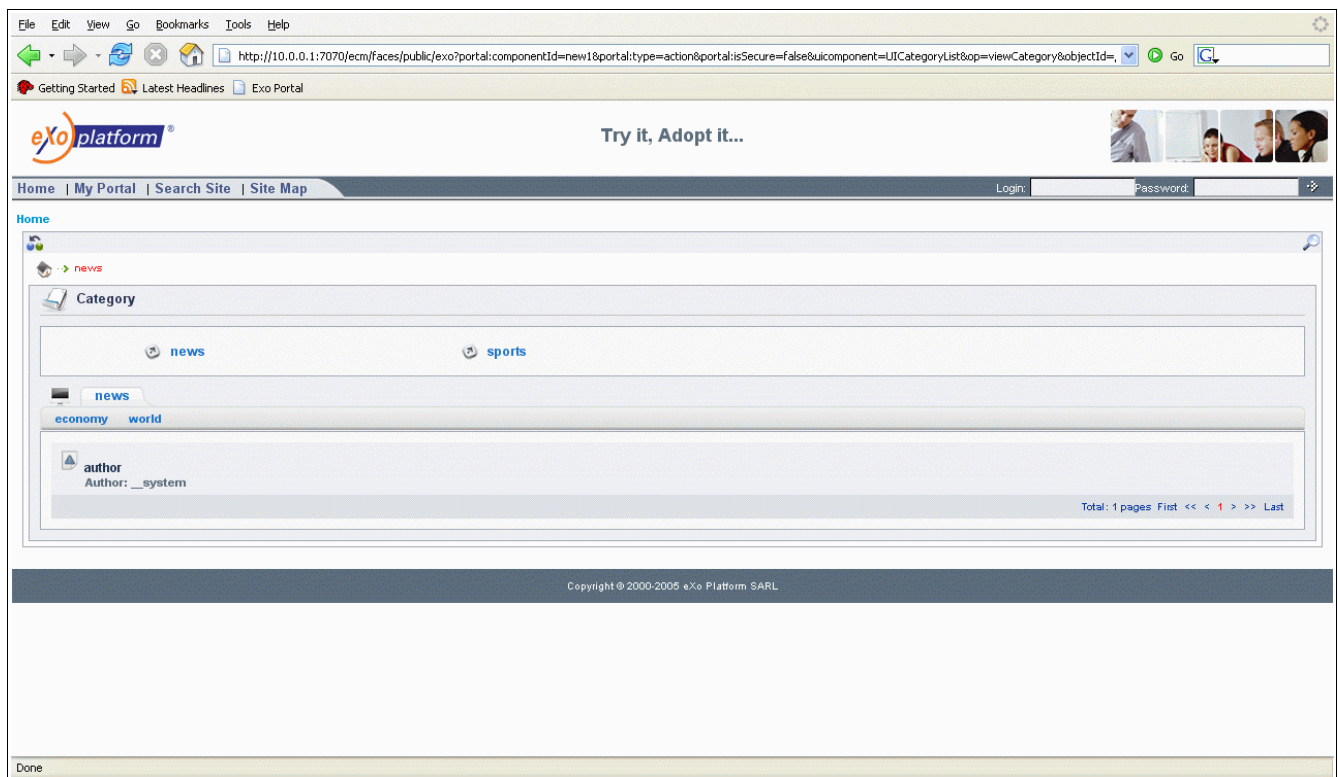 File Edit View Go Bookmarks Tools Help
http://10.0.0.1:7070/ecm/faces/public/exo?portal:componentId=new1&portal:type=action&portal:isSecure=false&uicomponent=UICategoryList&op=viewCategory&objectId=, Go G
Getting Started Latest Headlines Exo Portal
eXo platform ®
Try it, Adopt it...
Home | My Portal | Search Site | Site Map Login: Password:
Home
news
Category
news sports
news
economy world
author
Author: __system
Total: 1 pages First << < 1 > >> Last
Copyright © 2000-2005 eXo Platform SARL
Done